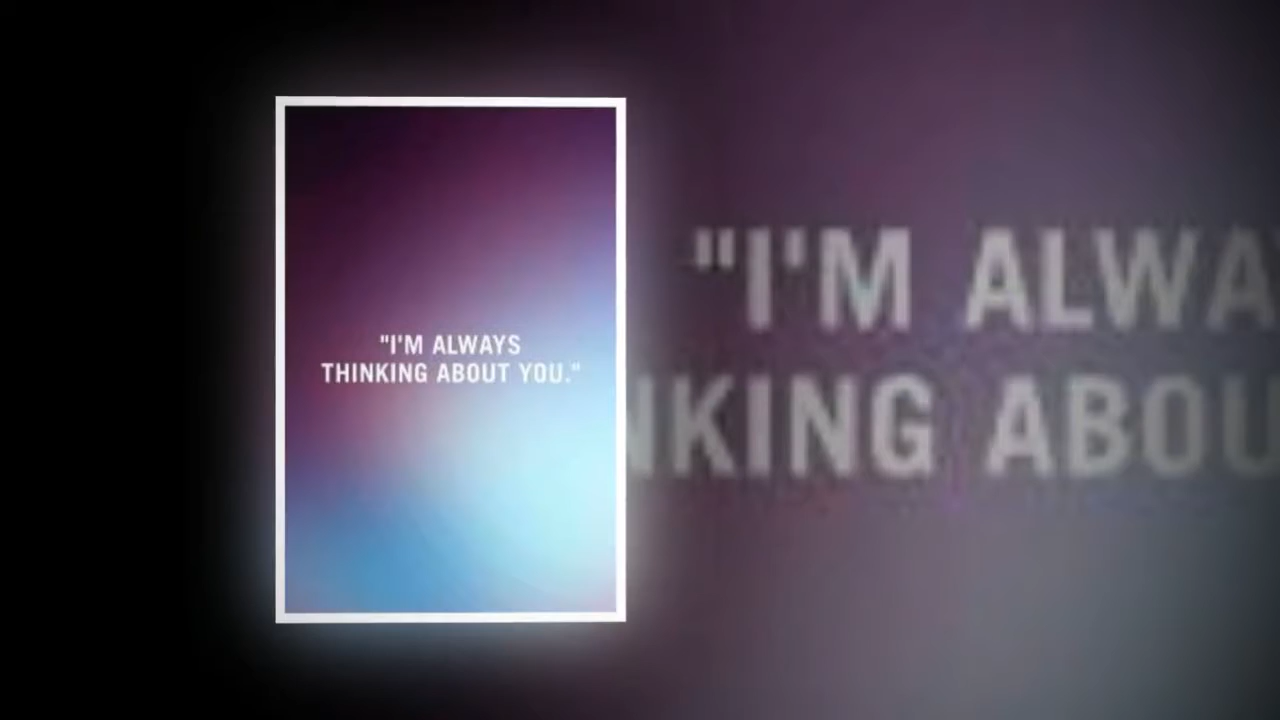 "I'M ALWAYS
THINKING ABOUT YOU."
"I'M ALWA
NKING ABOU